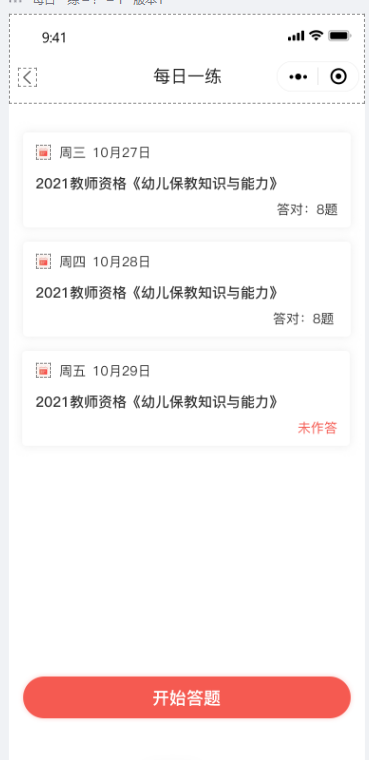 9:41
每日一练
周三 10月27日
2021教师资格《幼儿保教知识与能力》
答对：8题
周四 10月28日
2021教师资格《幼儿保教知识与能力》
答对：8题
周五 10月29日
2021教师资格《幼儿保教知识与能力》
未作答
开始答题